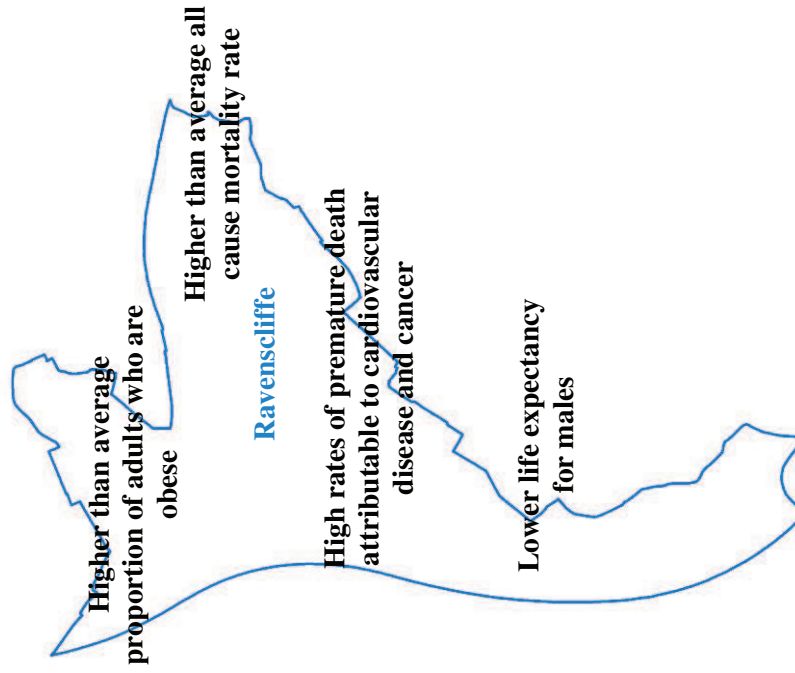 Higher than average
proportion of adults who are
obese
Higher than average all
cause mortality rate
Ravenscliffe
High rates of premature death
attributable to cardiovascular
disease and cancer
Lower life expectancy
for males